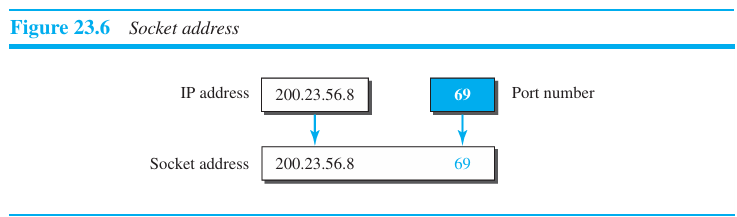 Figure 23.6 Socket address
IP address 200.23.56.8 69 Port number
Socket address 200.23.56.8 69